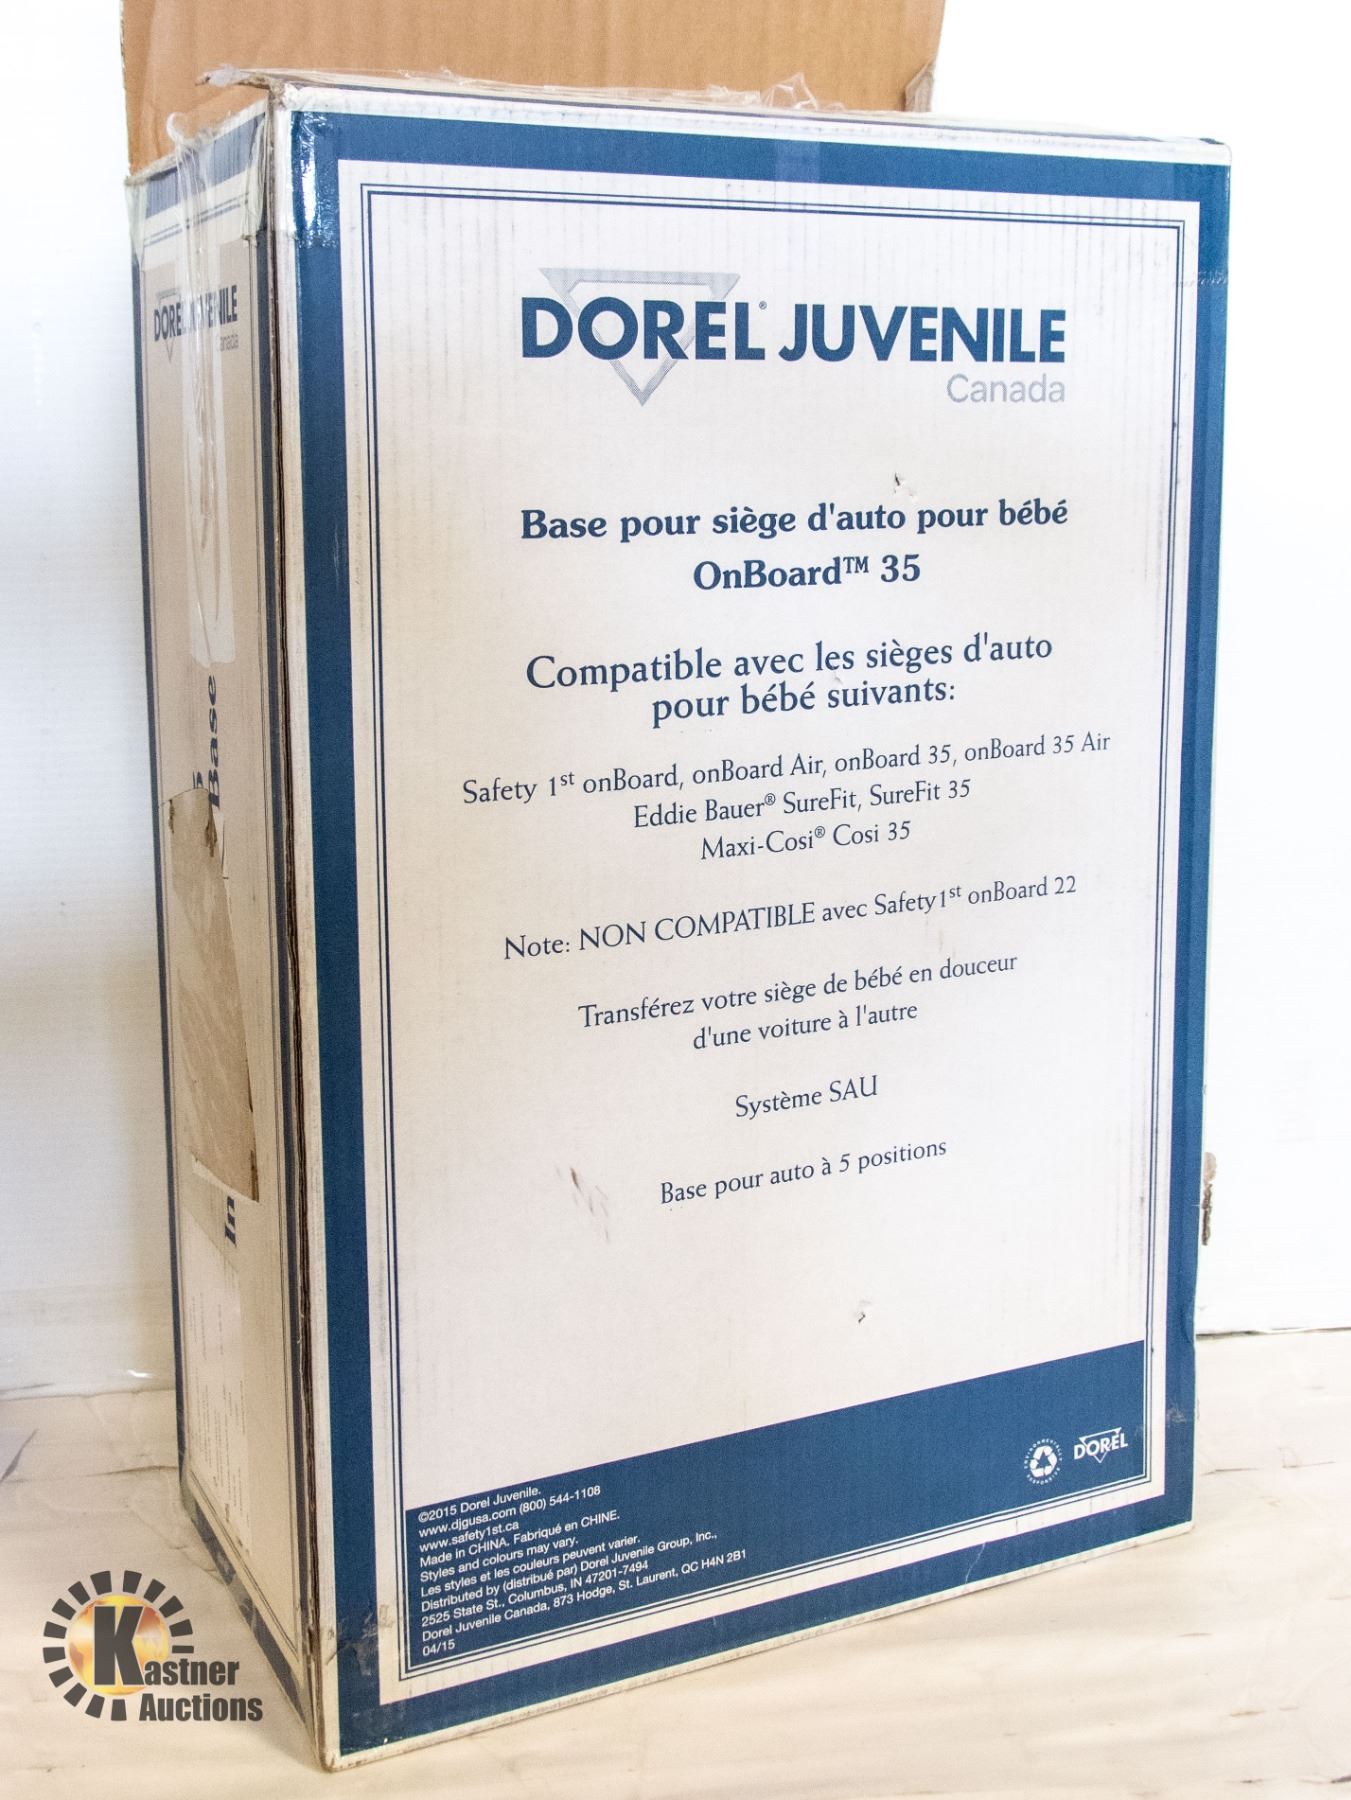 DOREL® JUVENILE
Canada
Base pour siège d'auto pour bébé
OnBoard™ 35
Compatible avec les sièges d'auto
pour bébé suivants:
Safety 1st onBoard, onBoard Air, onBoard 35, onBoard 35 Air
Eddie Bauer® SureFit, SureFit 35
Maxi-Cosi® Cosi 35
Note: NON COMPATIBLE avec Safety1st onBoard 22
Transférez votre siège de bébé en douceur
d'une voiture à l'autre
Système SAU
Base pour auto à 5 positions
©2015 Dorel Juvenile.
www.djgusa.com (800) 544-1108
www.safety1st.ca
Made in CHINA. Fabriqué en CHINE.
Styles and colours may vary.
Les styles et les couleurs peuvent varier.
Distributed by (distribué par) Dorel Juvenile Group, Inc.,
2525 State St., Columbus, IN 47201-7494
Dorel Juvenile Canada, 873 Hodge, St. Laurent, QC H4N 2B1
04/15
ENVIRONMENTALLY RESPONSIVE
DOREL
DOREL JUVENILE
Canada
Base
In
Kastner
Auctions